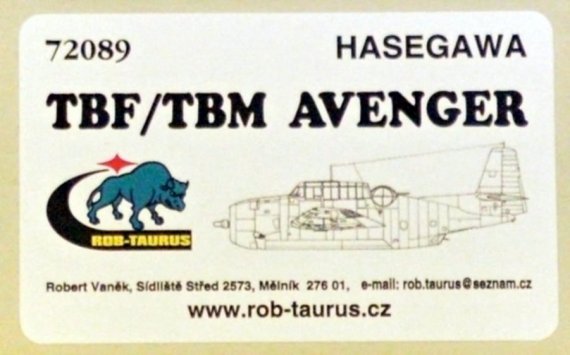 72089 HASEGAWA
TBF/TBM AVENGER
ROB-TAURUS
Robert Vaněk, Sídliště Střed 2573, Mělník 276 01, e-mail: rob.taurus@seznam.cz
www.rob-taurus.cz